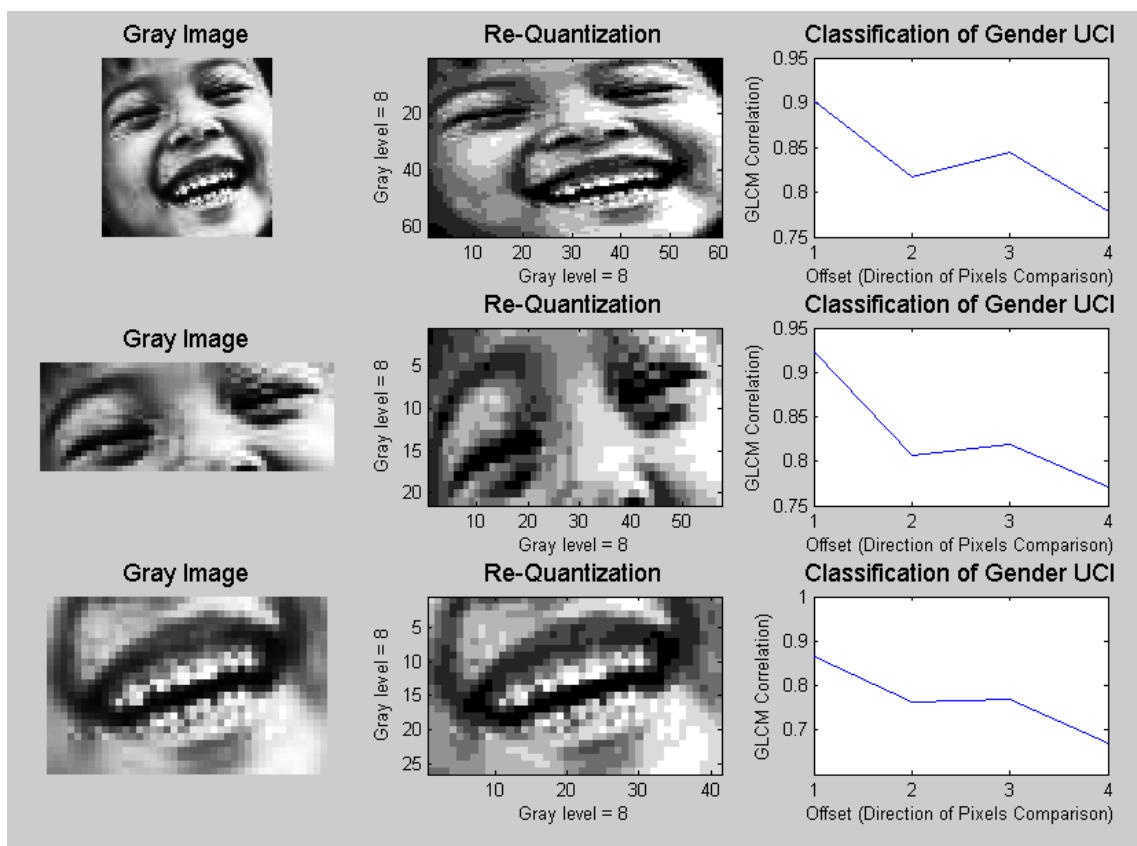 Gray Image
Re-Quantization
Classification of Gender UCI
Gray level = 8
20
40
60
10 20 30 40 50 60
Gray level = 8
GLCM Correlation)
0.95
0.9
0.85
0.8
0.75
1 2 3 4
Offset (Direction of Pixels Comparison)
Gray Image
Re-Quantization
Classification of Gender UCI
Gray level = 8
5
10
15
20
10 20 30 40 50
Gray level = 8
GLCM Correlation)
0.95
0.9
0.85
0.8
0.75
1 2 3 4
Offset (Direction of Pixels Comparison)
Gray Image
Re-Quantization
Classification of Gender UCI
Gray level = 8
5
10
15
20
25
10 20 30 40
Gray level = 8
GLCM Correlation)
1
0.9
0.8
0.7
1 2 3 4
Offset (Direction of Pixels Comparison)